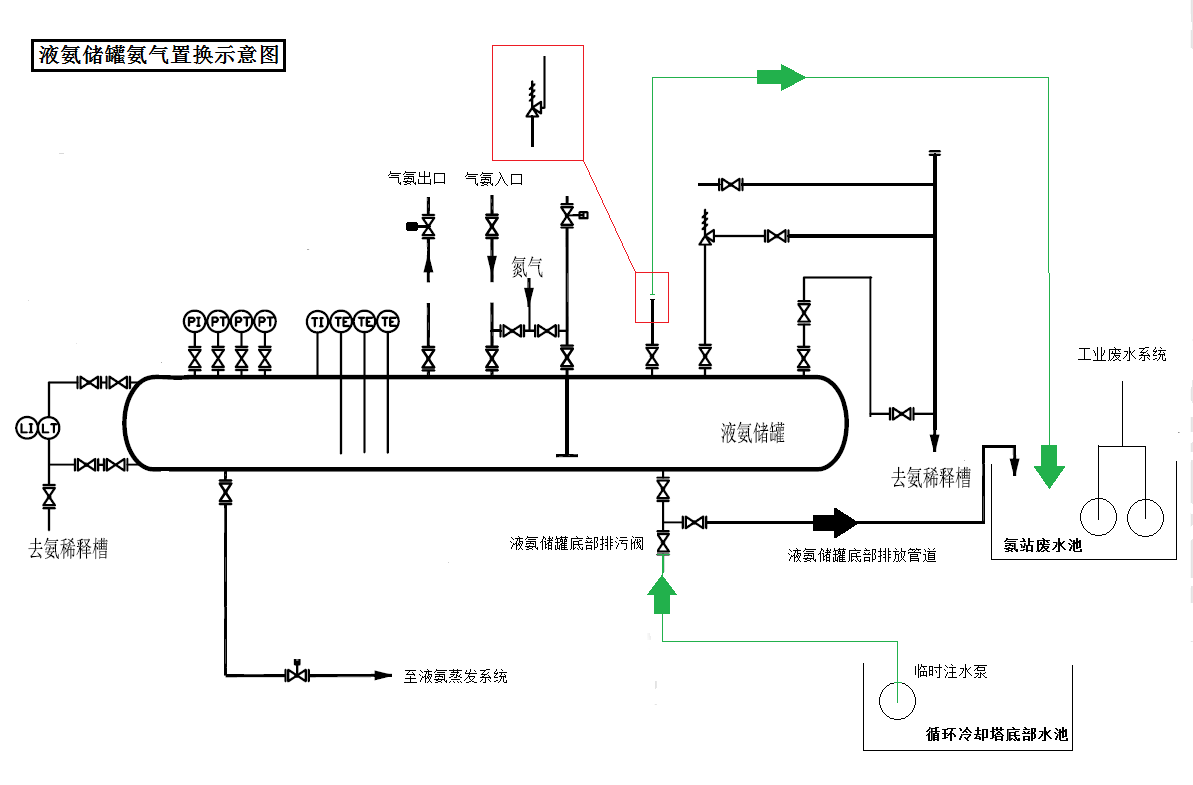 液氨储罐氨气置换示意图
气氨出口
气氨入口
氮气
PI
PT
PT
PT
TI
TE
TE
TE
工业废水系统
LI
LT
液氨储罐
去氨稀释槽
去氨稀释槽
液氨储罐底部排污阀
液氨储罐底部排放管道
氨站废水池
至液氨蒸发系统
临时注水泵
循环冷却塔底部水池